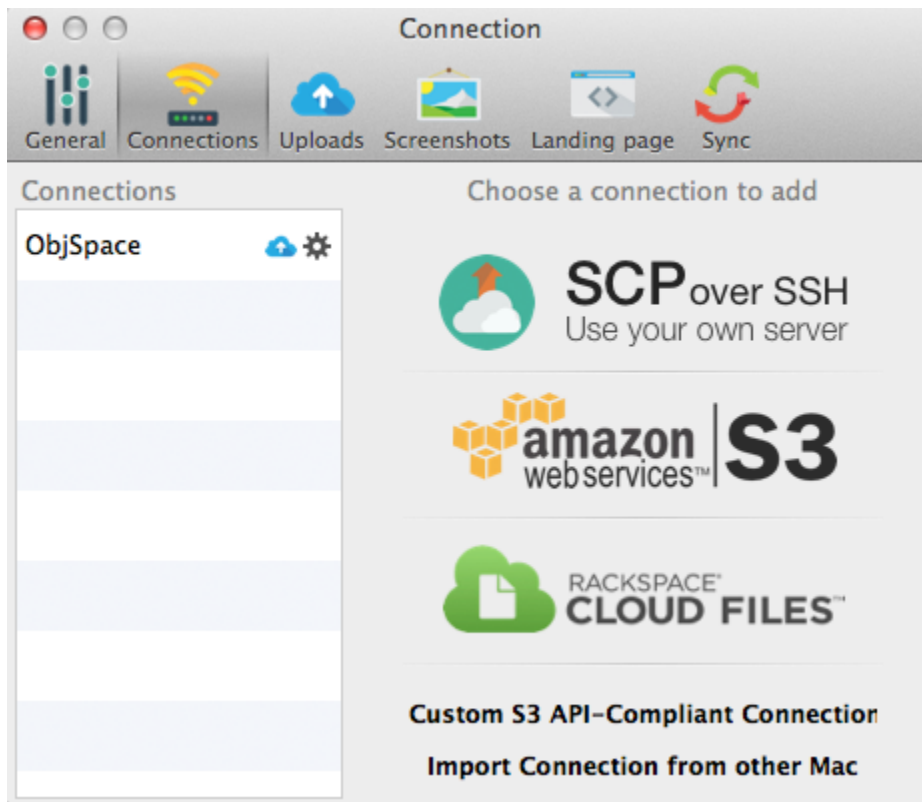 Connection
General Connections Uploads Screenshots Landing page Sync
Connections
Choose a connection to add
ObjSpace
SCP over SSH
Use your own server
amazon
web services™ S3
RACKSPACE®
CLOUD FILES™
Custom S3 API-Compliant Connection
Import Connection from other Mac